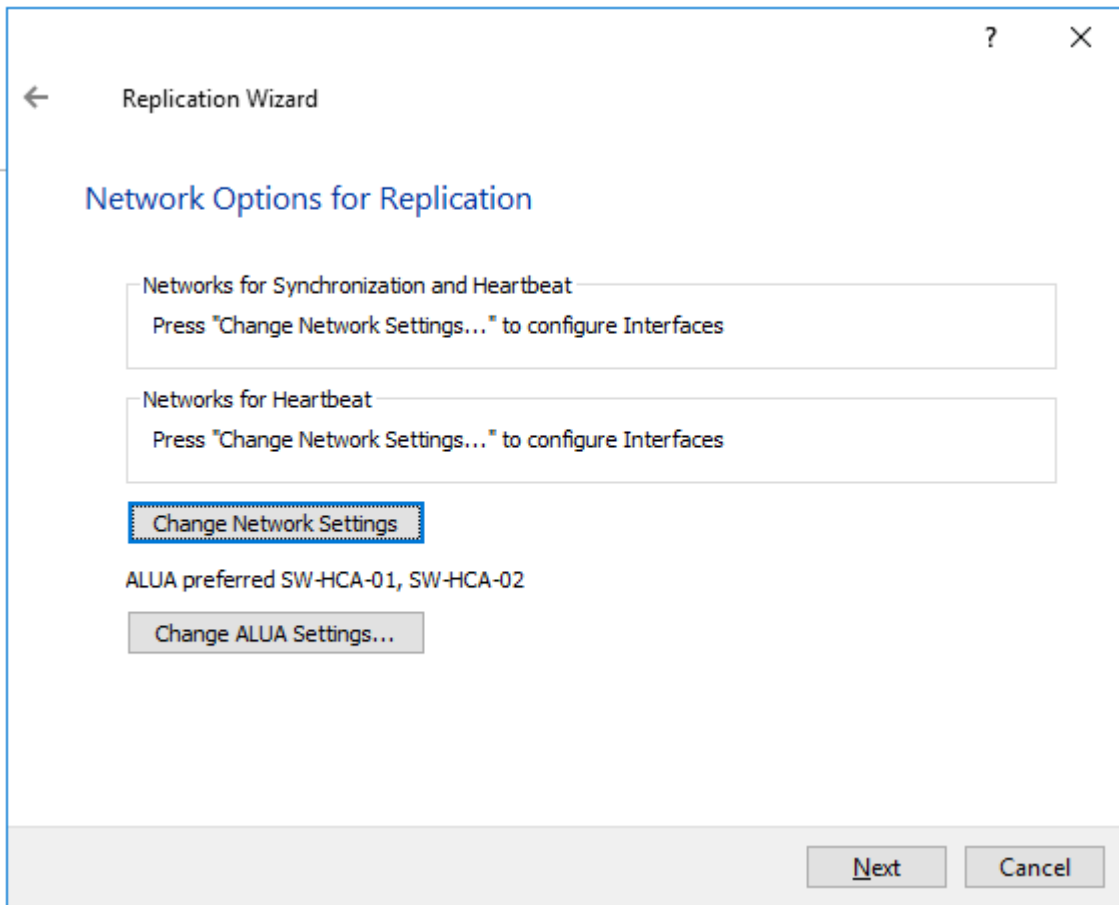 ?
Replication Wizard
Network Options for Replication
Networks for Synchronization and Heartbeat
Press "Change Network Settings..." to configure Interfaces
Networks for Heartbeat
Press "Change Network Settings..." to configure Interfaces
Change Network Settings
ALUA preferred SW-HCA-01, SW-HCA-02
Change ALUA Settings...
Next
Cancel